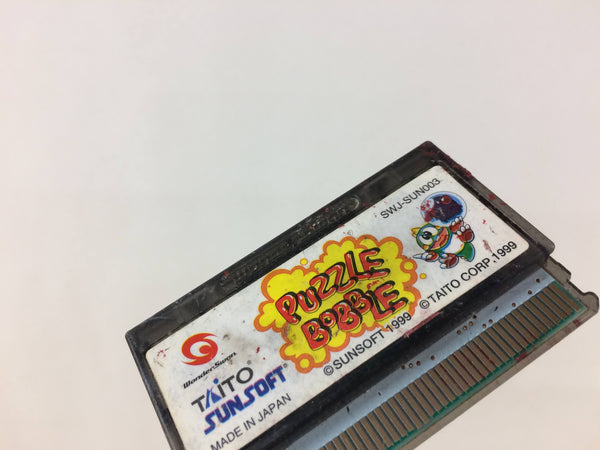 SWJ-SUN003
PUZZLE
BOBBLE
©SUNSOFT 1999 ©TAITO CORP.1999
WonderSwan
TAITO
SUNSOFT
MADE IN JAPAN